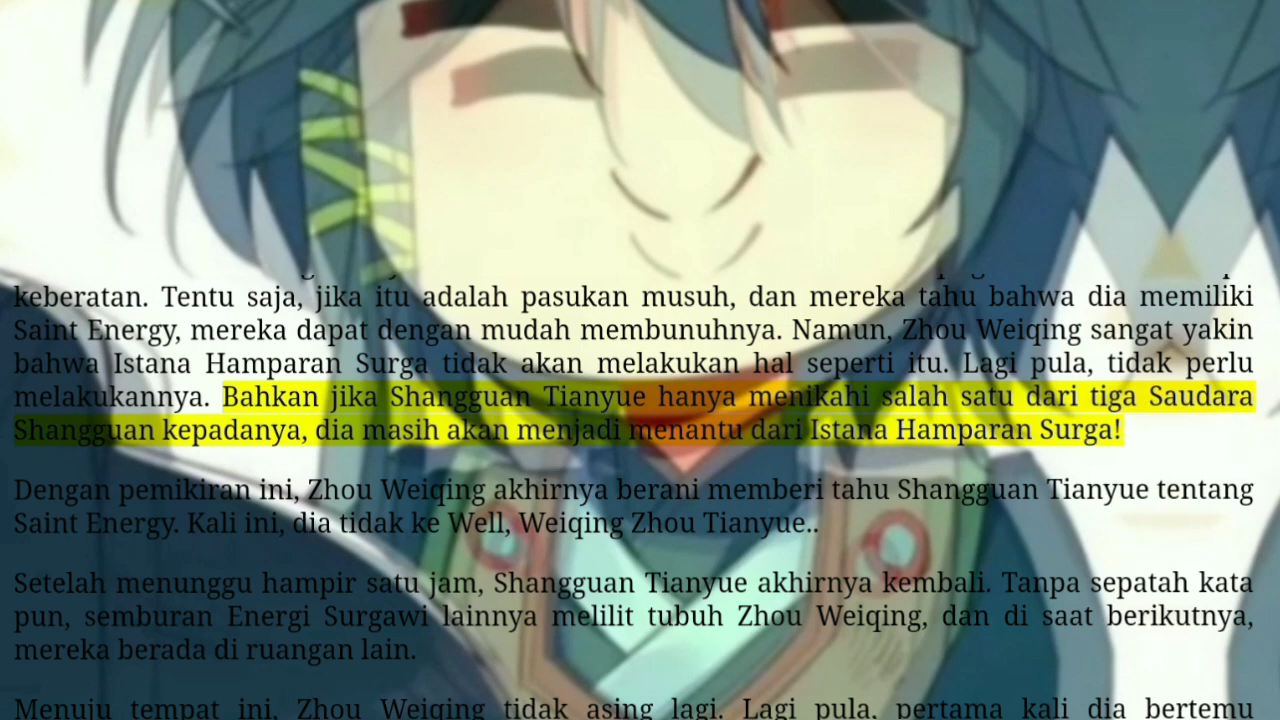 keberatan. Tentu saja, jika itu adalah pasukan musuh, dan mereka tahu bahwa dia memiliki
Saint Energy, mereka dapat dengan mudah membunuhnya. Namun, Zhou Weiqing sangat yakin
bahwa Istana Hamparan Surga tidak akan melakukan hal seperti itu. Lagi pula, tidak perlu
melakukannya. Bahkan jika Shangguan Tianyue hanya menikahi salah satu dari tiga Saudara
Shangguan kepadanya, dia masih akan menjadi menantu dari Istana Hamparan Surga!
Dengan pemikiran ini, Zhou Weiqing akhirnya berani memberi tahu Shangguan Tianyue tentang
Saint Energy. Kali ini, dia tidak ke Well, Weiqing Zhou Tianyue..
Setelah menunggu hampir satu jam, Shangguan Tianyue akhirnya kembali. Tanpa sepatah kata
pun, semburan Energi Surgawi lainnya melilit tubuh Zhou Weiqing, dan di saat berikutnya,
mereka berada di ruangan lain.
Menuju tempat ini, Zhou Weiqing tidak asing lagi. Lagi pula, pertama kali dia bertemu